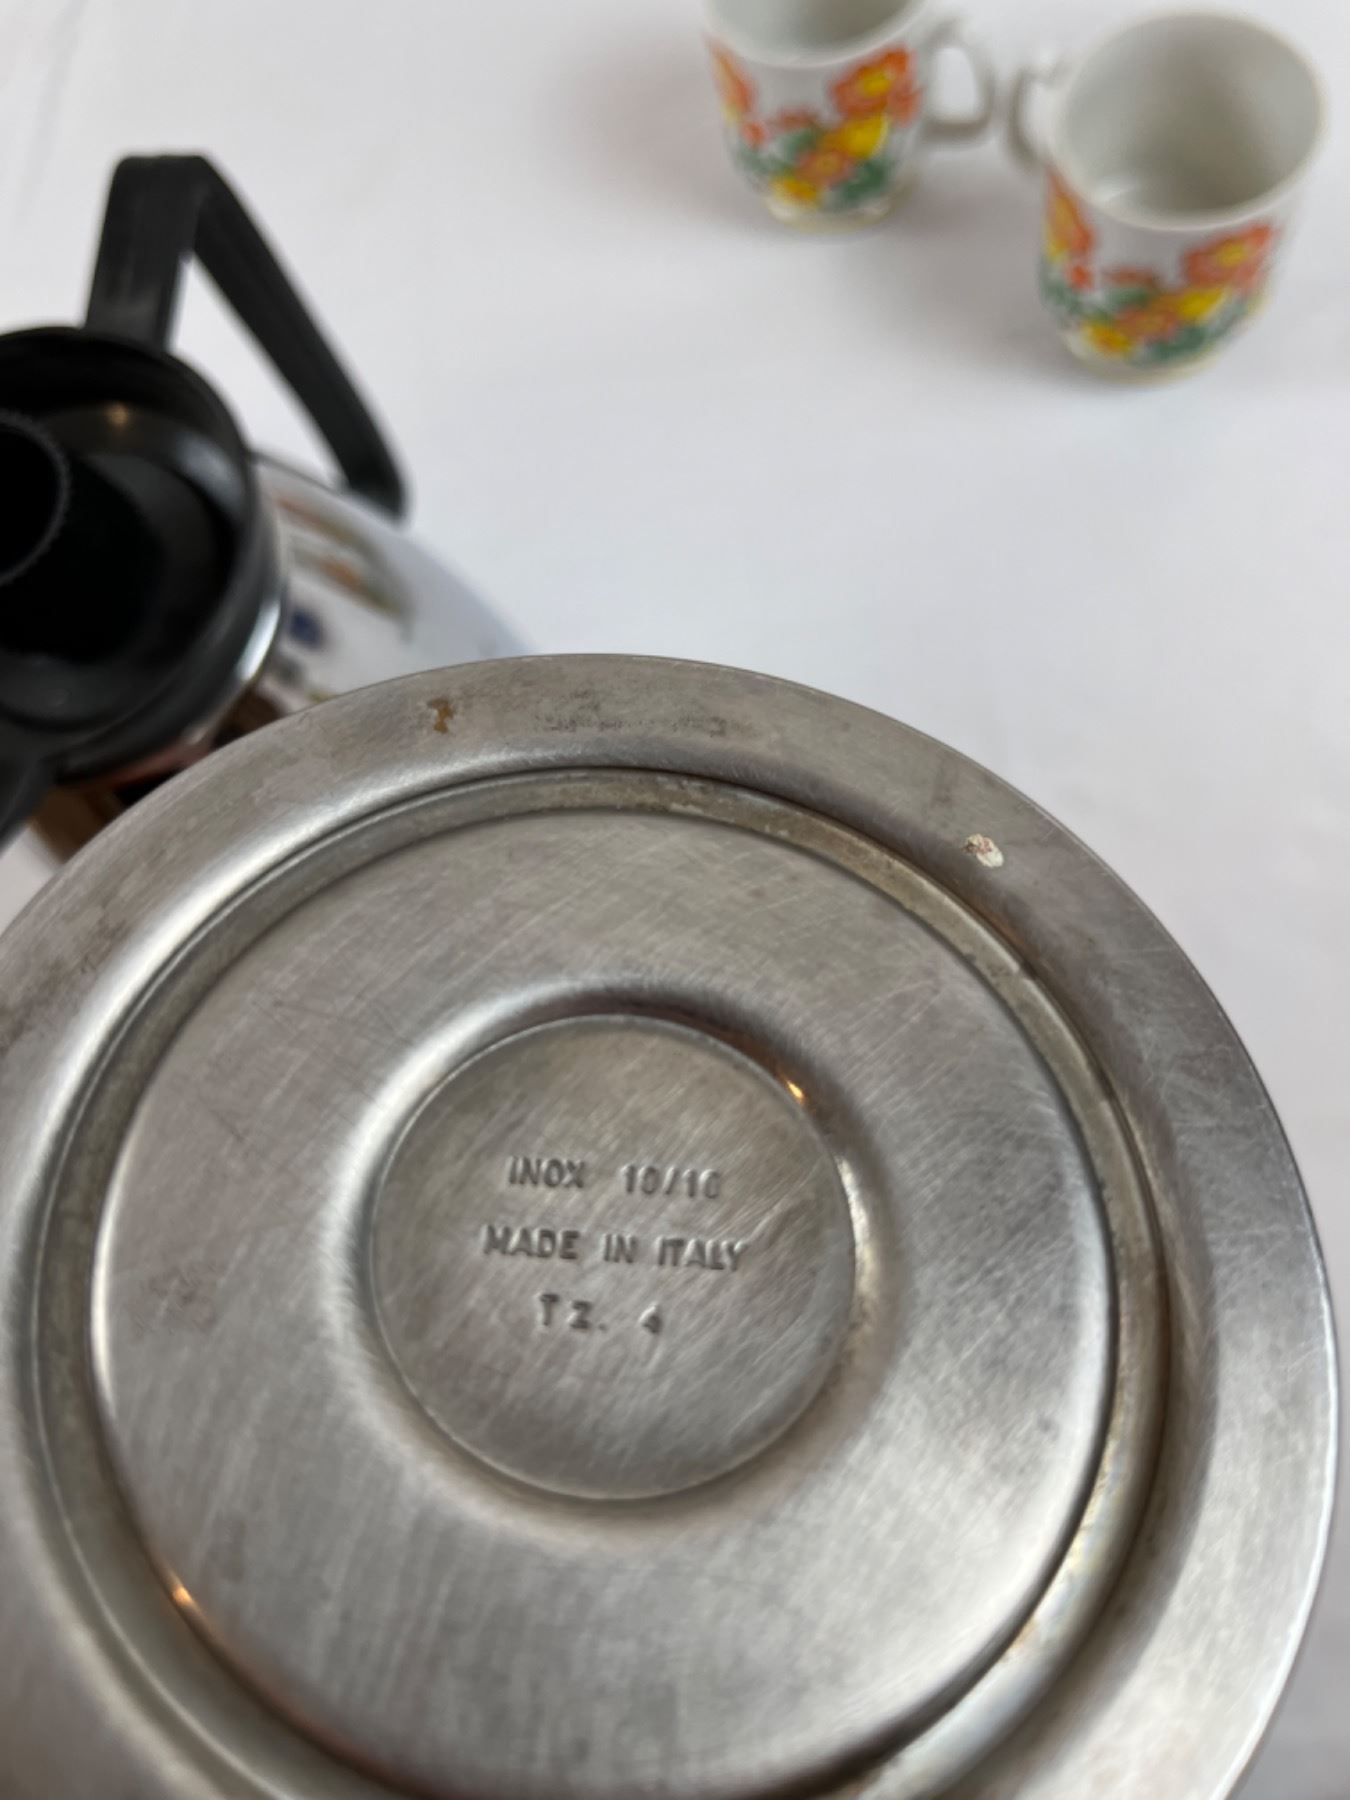 INOX 18/10
MADE IN ITALY
TZ. 4